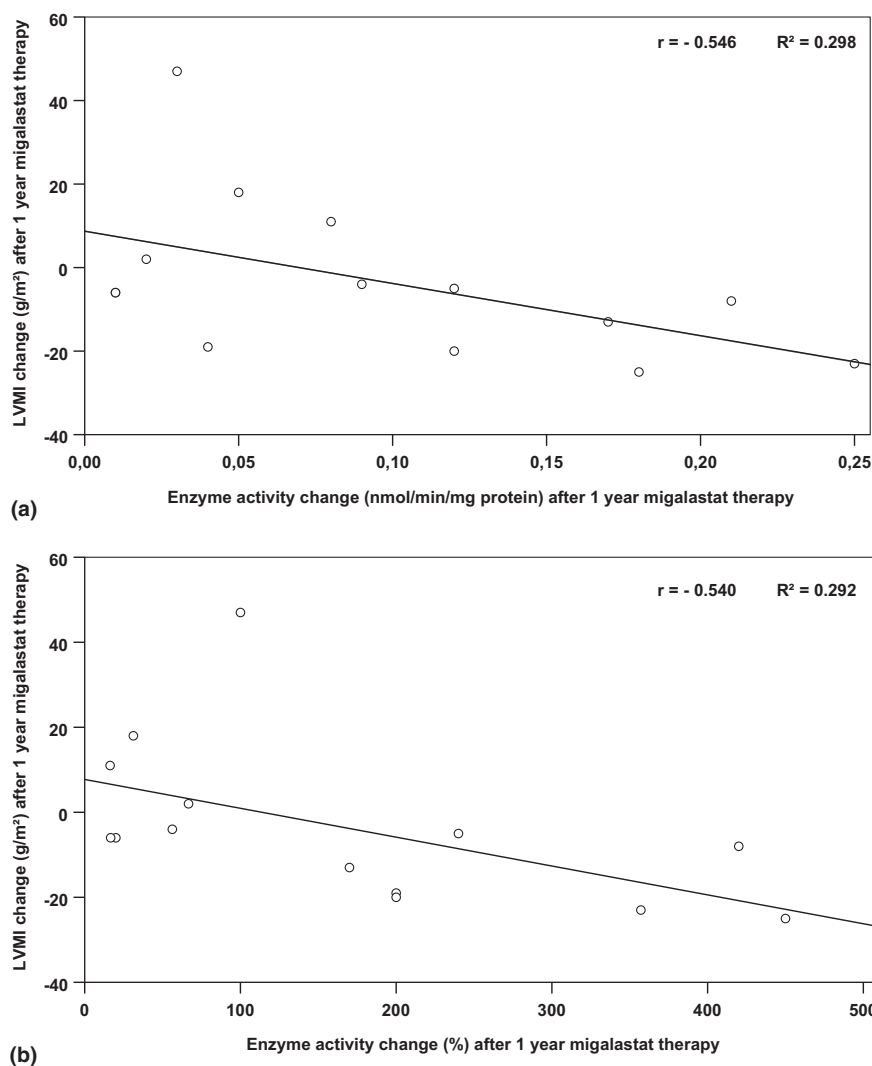 60
r = - 0.546 R² = 0.298
40
20
0
-20
-40
LVMI change (g/m²) after 1 year migalastat therapy
0,00 0,05 0,10 0,15 0,20 0,25
Enzyme activity change (nmol/min/mg protein) after 1 year migalastat therapy
(a)
60
r = - 0.540 R² = 0.292
40
20
0
-20
-40
LVMI change (g/m²) after 1 year migalastat therapy
0 100 200 300 400 500
Enzyme activity change (%) after 1 year migalastat therapy
(b)